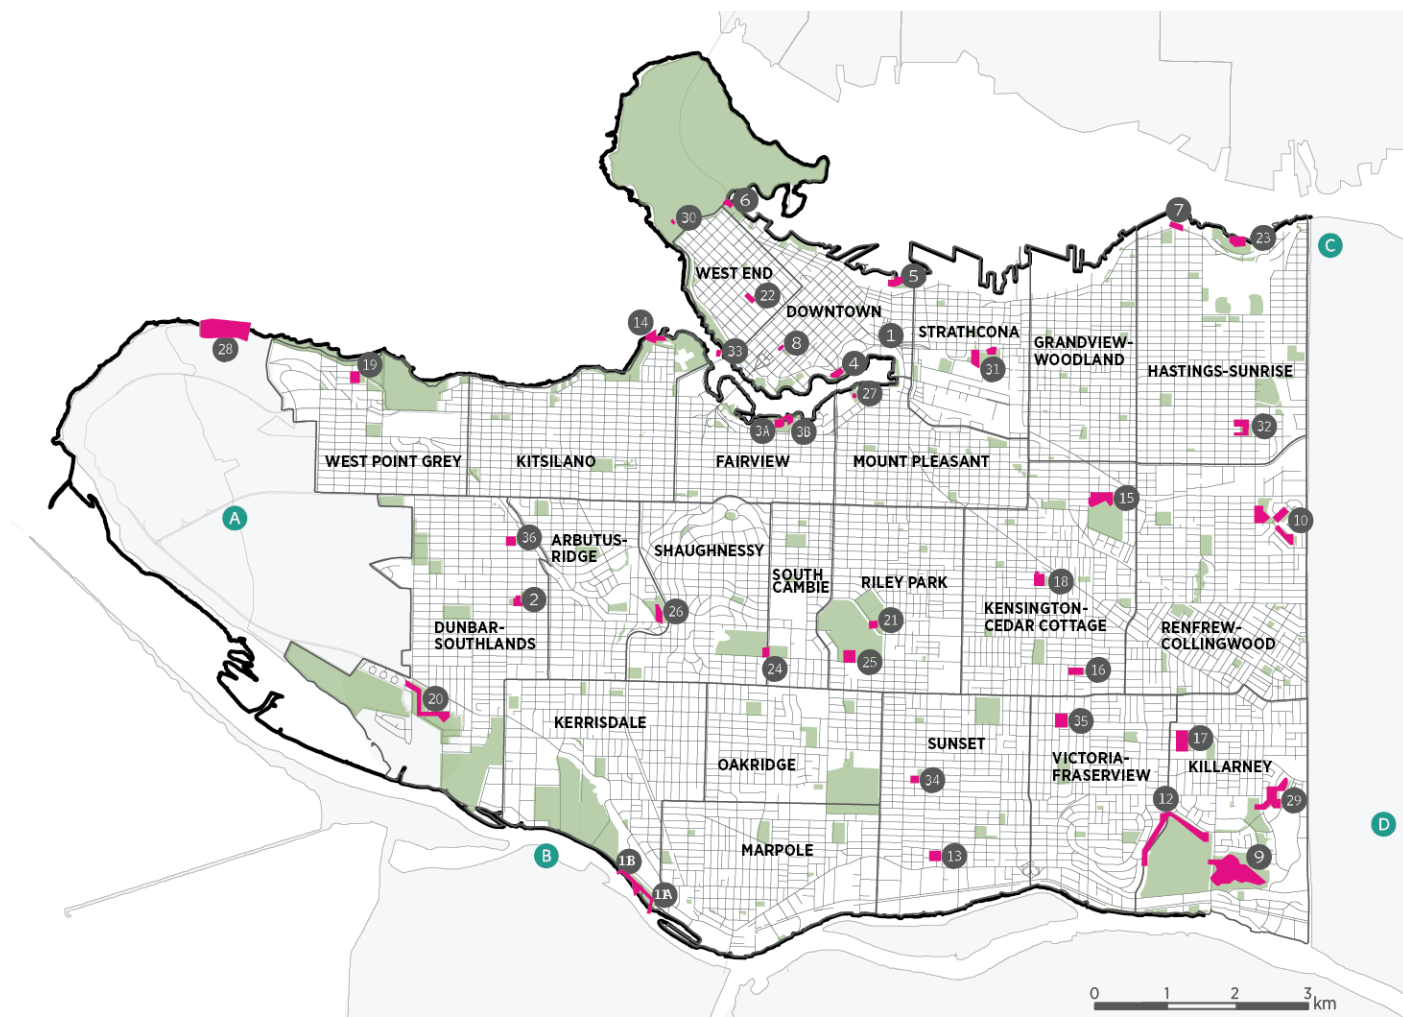 6
30
7
23
C
WEST END
5
22
DOWNTOWN
14
1
STRATHCONA
28
33
8
GRANDVIEW-
WOODLAND
19
4
31
HASTINGS-SUNRISE
27
3A
3B
32
WEST POINT GREY
KITSILANO
FAIRVIEW
MOUNT PLEASANT
15
A
10
36
ARBUTUS-
RIDGE
SHAUGHNESSY
SOUTH
CAMBIE
RILEY PARK
18
2
26
KENSINGTON-
CEDAR COTTAGE
21
DUNBAR-
SOUTHLANDS
RENFREW-
COLLINGWOOD
24
25
16
20
KERRISDALE
35
SUNSET
17
OAKRIDGE
VICTORIA-
FRASERVIEW
KILLARNEY
34
12
29
D
MARPOLE
B
1B
13
9
11A
0 1 2 3 km